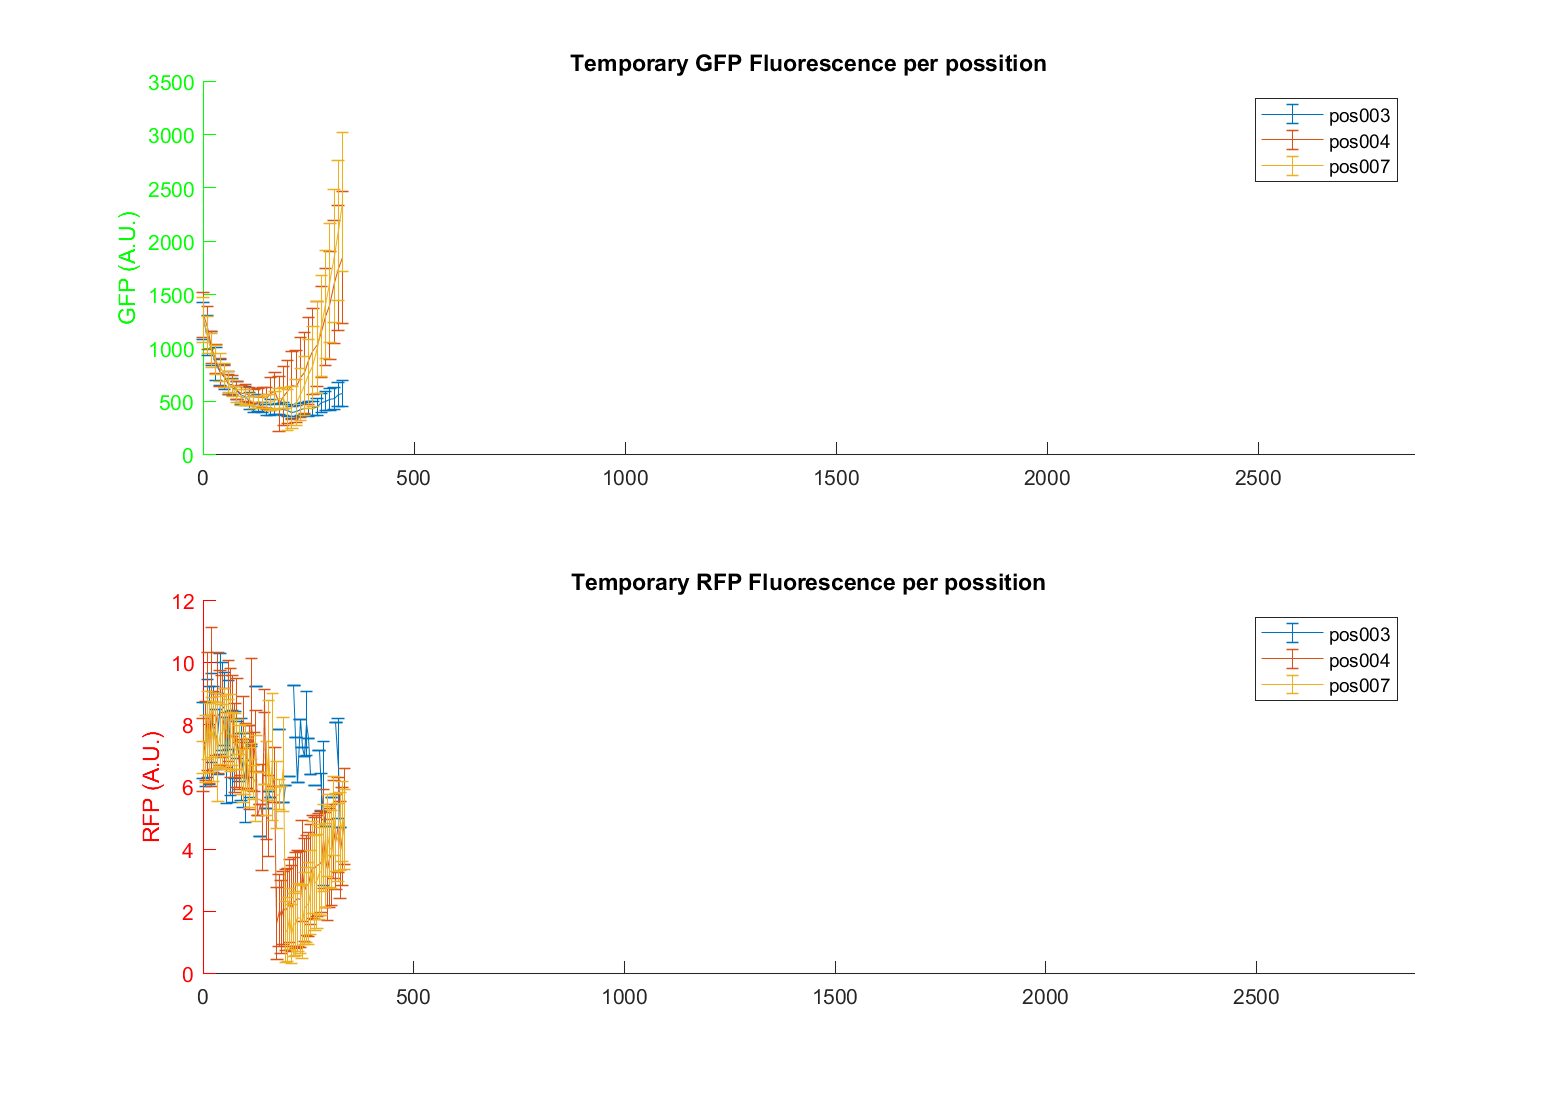 Temporary GFP Fluorescence per possition
3500
3000
2500
2000
1500
1000
500
0
GFP (A.U.)
pos003
pos004
pos007
0 500 1000 1500 2000 2500
Temporary RFP Fluorescence per possition
12
10
8
6
4
2
0
RFP (A.U.)
pos003
pos004
pos007
0 500 1000 1500 2000 2500